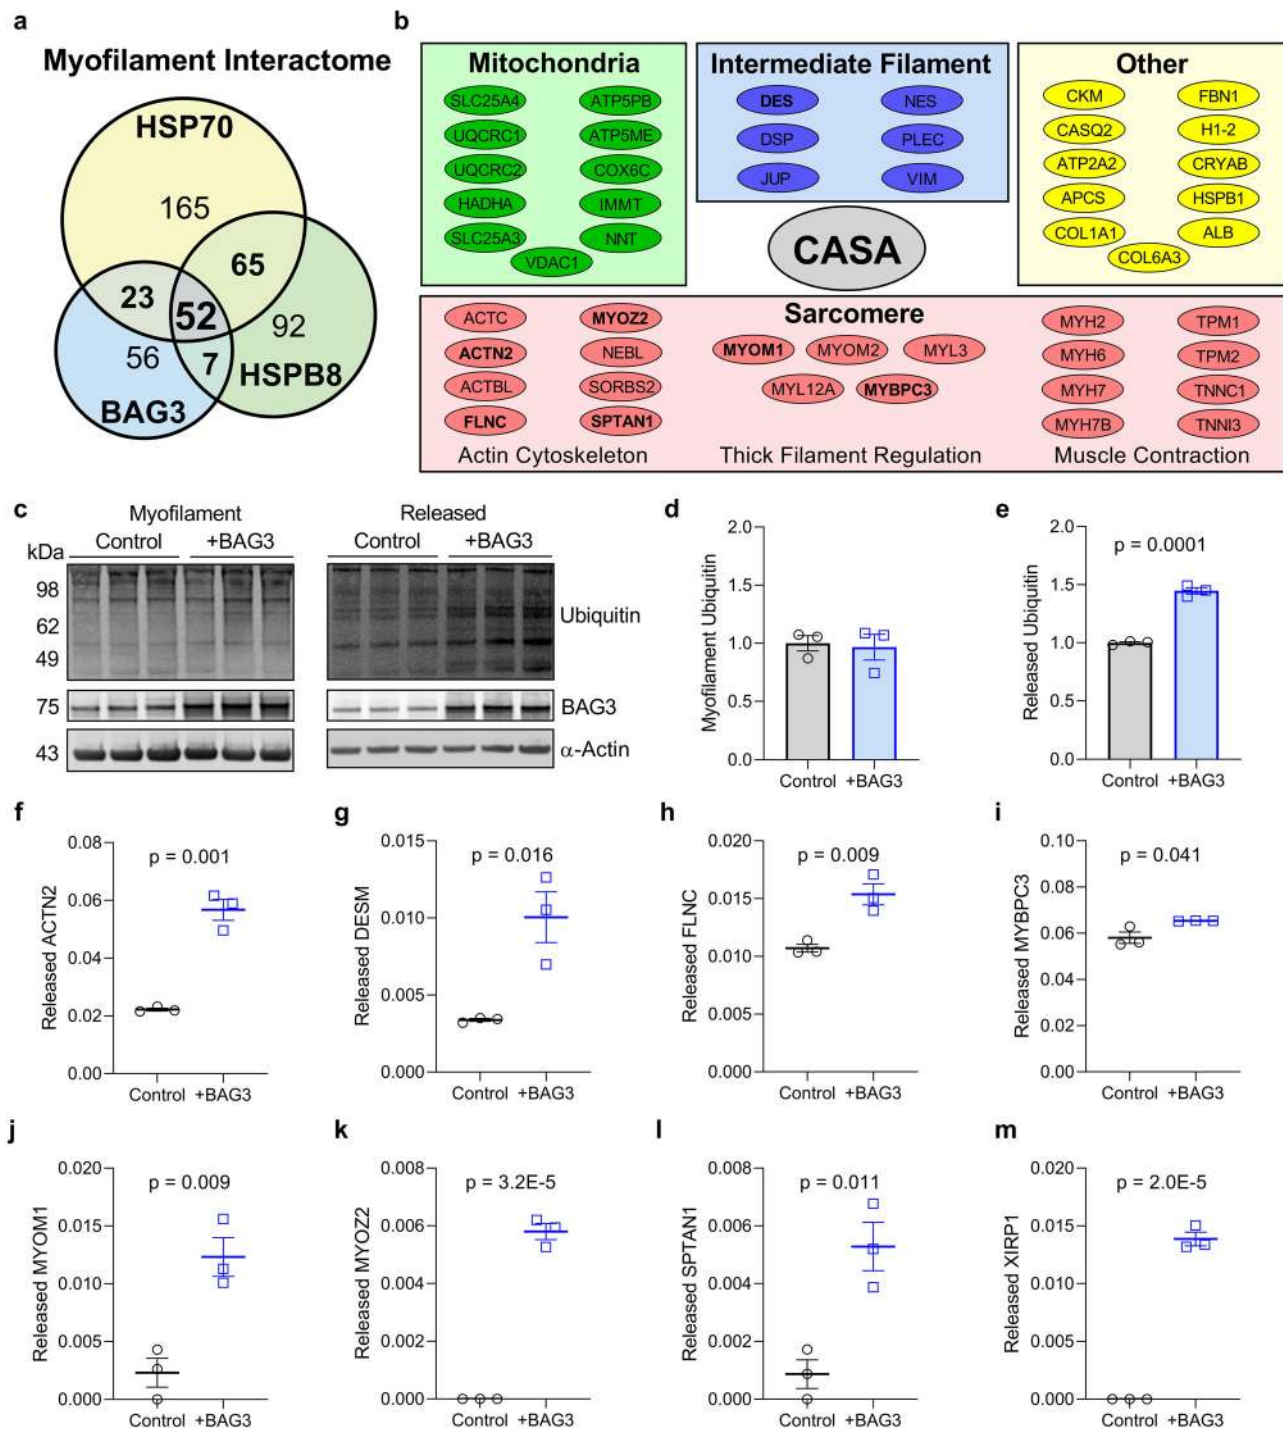 a
Myofilament Interactome
HSP70
165
65
23
52
92
56
7
HSPB8
BAG3
b
Mitochondria
SLC25A4 ATP5PB
UQCRC1 ATP5ME
UQCRC2 COX6C
HADHA IMMT
SLC25A3 NNT
VDAC1
Intermediate Filament
DES NES
DSP PLEC
JUP VIM
CASA
Other
CKM FBN1
CASQ2 H1-2
ATP2A2 CRYAB
APCS HSPB1
COL1A1 ALB
COL6A3
Sarcomere
ACTC MYOZ2
ACTN2 NEBL
ACTBL SORBS2
FLNC SPTAN1
Actin Cytoskeleton
MYOM1 MYOM2 MYL3
MYL12A MYBPC3
Thick Filament Regulation
MYH2 TPM1
MYH6 TPM2
MYH7 TNNC1
MYH7B TNNI3
Muscle Contraction
c
Myofilament Released
kDa Control +BAG3 Control +BAG3
98
62
49
Ubiquitin
75
BAG3
43
α-Actin
d
Myofilament Ubiquitin
2.0
1.5
1.0
0.5
0.0
Control +BAG3
e
Released Ubiquitin
2.0
1.5
1.0
0.5
0.0
p = 0.0001
Control +BAG3
f
Released ACTN2
0.08
0.06
0.04
0.02
0.00
p = 0.001
Control +BAG3
g
Released DESM
0.015
0.010
0.005
0.000
p = 0.016
Control +BAG3
h
Released FLNC
0.020
0.015
0.010
0.005
0.000
p = 0.009
Control +BAG3
i
Released MYBPC3
0.10
0.08
0.06
0.04
0.02
0.00
p = 0.041
Control +BAG3
j
Released MYOM1
0.020
0.015
0.010
0.005
0.000
p = 0.009
Control +BAG3
k
Released MYOZ2
0.008
0.006
0.004
0.002
0.000
p = 3.2E-5
Control +BAG3
l
Released SPTAN1
0.008
0.006
0.004
0.002
0.000
p = 0.011
Control +BAG3
m
Released XIRP1
0.020
0.015
0.010
0.005
0.000
p = 2.0E-5
Control +BAG3